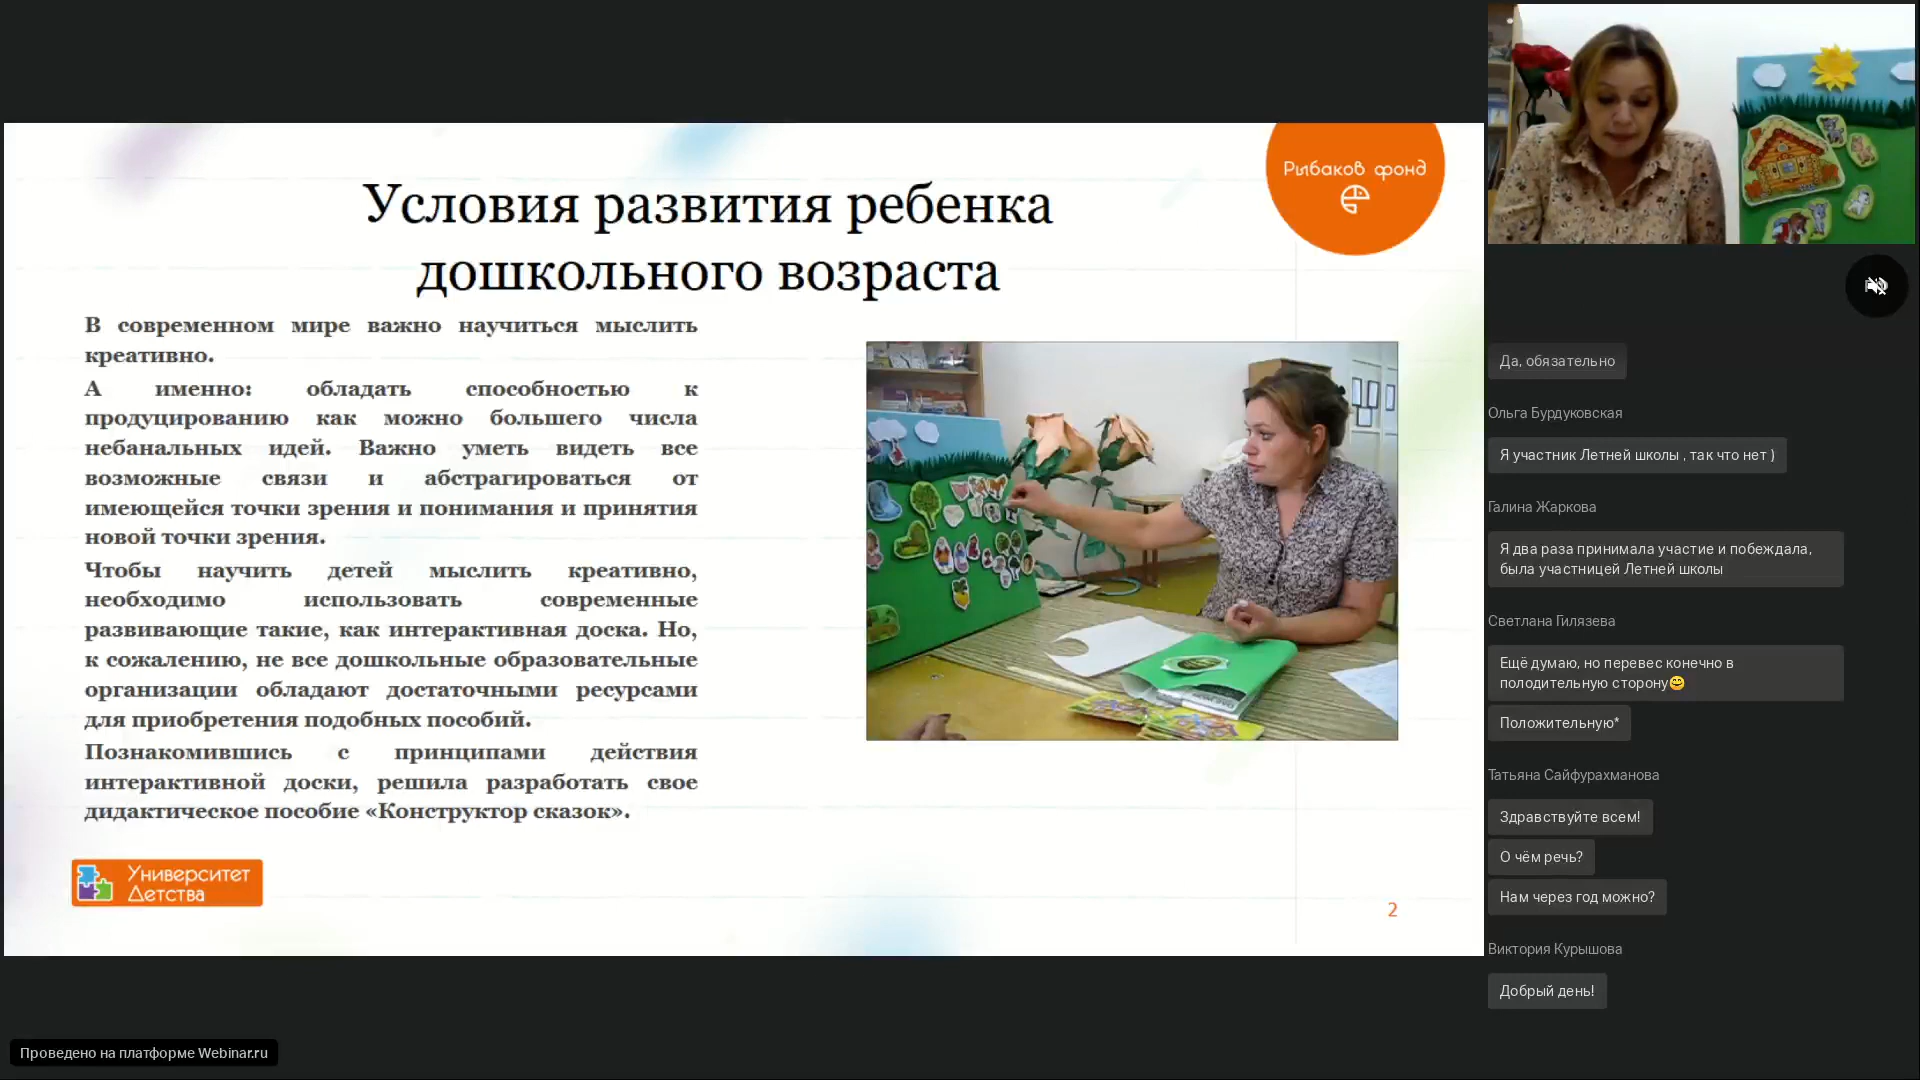 Условия развития ребенка
дошкольного возраста
Рыбаков фонд
В современном мире важно научиться мыслить
креативно.
А именно: обладать способностью к
продуцированию как можно большего числа
небанальных идей. Важно уметь видеть все
возможные связи и абстрагироваться от
имеющейся точки зрения и понимания и принятия
новой точки зрения.
Чтобы научить детей мыслить креативно,
необходимо использовать современные
развивающие такие, как интерактивная доска. Но,
к сожалению, не все дошкольные образовательные
организации обладают достаточными ресурсами
для приобретения подобных пособий.
Познакомившись с принципами действия
интерактивной доски, решила разработать свое
дидактическое пособие «Конструктор сказок».
Университет
Детства
2
Проведено на платформе Webinar.ru
Да, обязательно
Ольга Бурдуковская
Я участник Летней школы , так что нет )
Галина Жаркова
Я два раза принимала участие и побеждала,
была участницей Летней школы
Светлана Гилязева
Ещё думаю, но перевес конечно в
полодительную сторону😊
Положительную*
Татьяна Сайфурахманова
Здравствуйте всем!
О чём речь?
Нам через год можно?
Виктория Курышова
Добрый день!